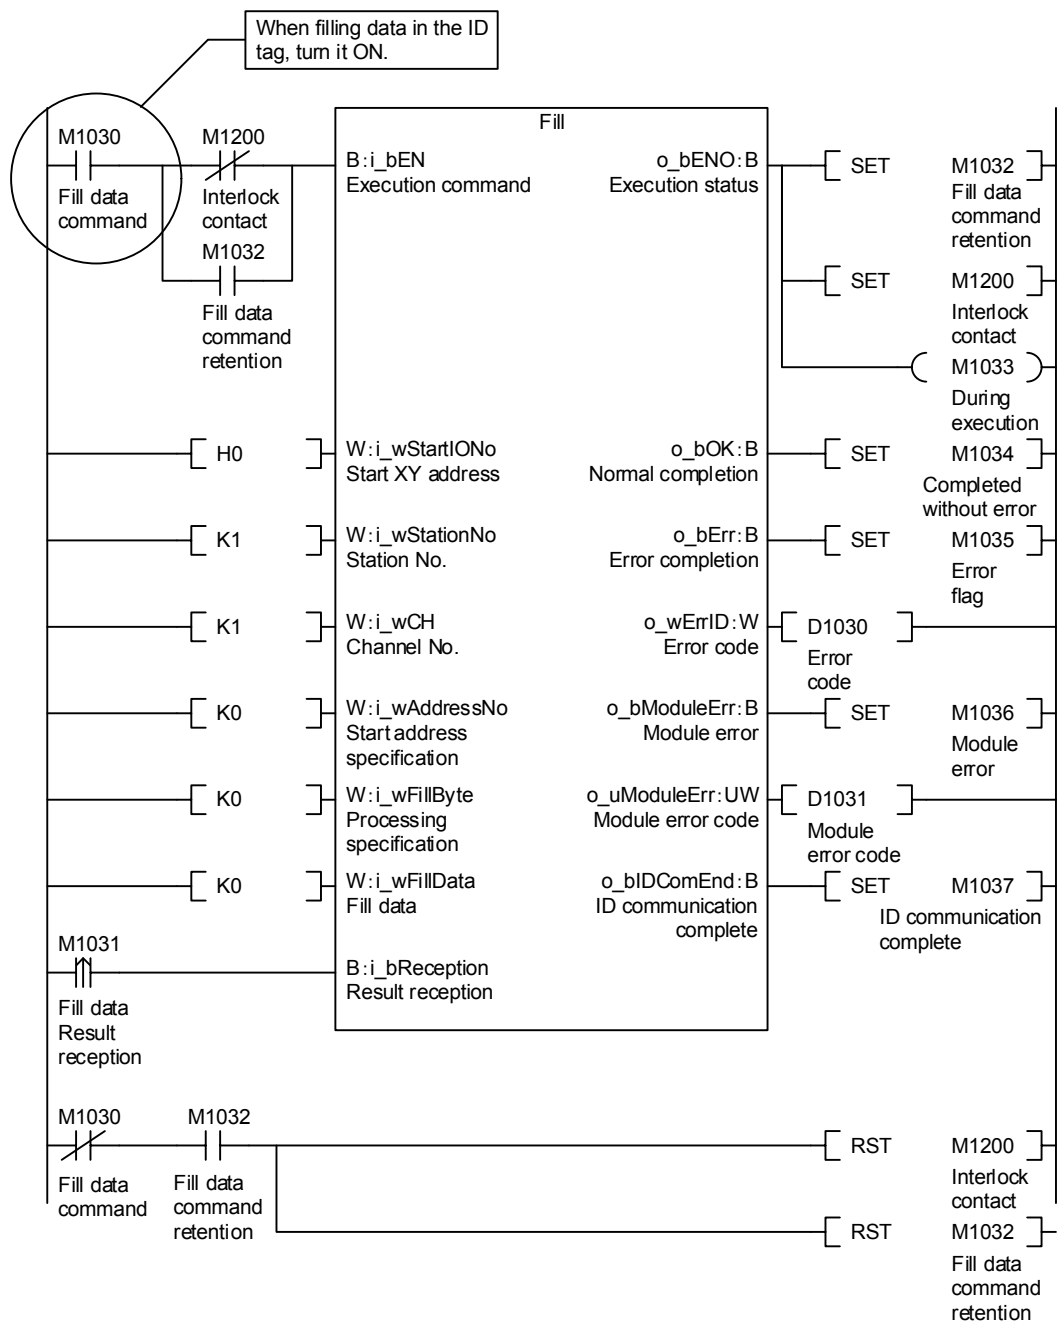 When filling data in the ID
tag, turn it ON.
Fill
M1030
Fill data
command
M1200
Interlock
contact
M1032
Fill data
command
retention
B:i_bEN
Execution command
o_bENO:B
Execution status
SET M1032
Fill data
command
retention
SET M1200
Interlock
contact
M1033
During
execution
H0
W:i_wStartIONo
Start XY address
o_bOK:B
Normal completion
SET M1034
Completed
without error
K1
W:i_wStationNo
Station No.
o_bErr:B
Error completion
SET M1035
Error
flag
K1
W:i_wCH
Channel No.
o_wErrID:W
Error code
D1030
Error
code
K0
W:i_wAddressNo
Start address
specification
o_bModuleErr:B
Module error
SET M1036
Module
error
K0
W:i_wFillByte
Processing
specification
o_uModuleErr:UW
Module error code
D1031
Module
error code
K0
W:i_wFillData
Fill data
o_bIDComEnd:B
ID communication
complete
SET M1037
ID communication
complete
M1031
Fill data
Result
reception
B:i_bReception
Result reception
M1030
Fill data
command
M1032
Fill data
command
retention
RST M1200
Interlock
contact
RST M1032
Fill data
command
retention